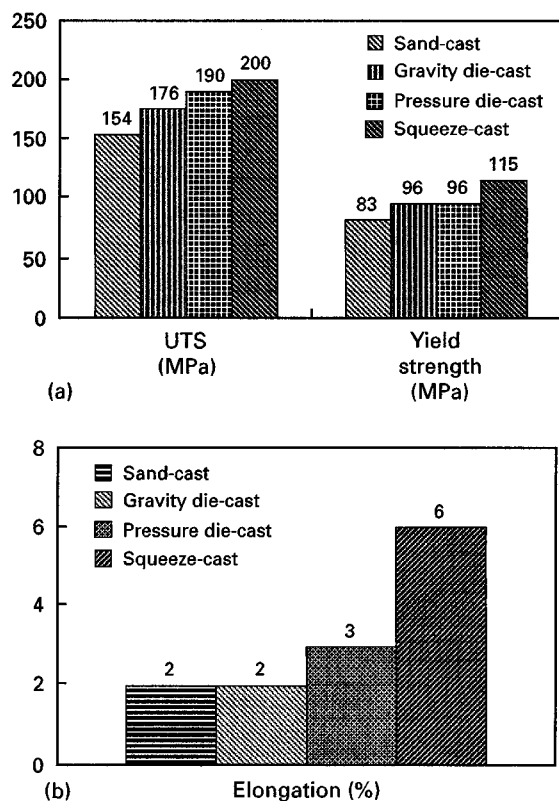 250
200
150
100
50
0
154
176
190
200
83
96
96
115
Sand-cast
Gravity die-cast
Pressure die-cast
Squeeze-cast
UTS
(MPa)
Yield
strength
(MPa)
(a)
8
6
4
2
0
Sand-cast
Gravity die-cast
Pressure die-cast
Squeeze-cast
2
2
3
6
(b)
Elongation (%)